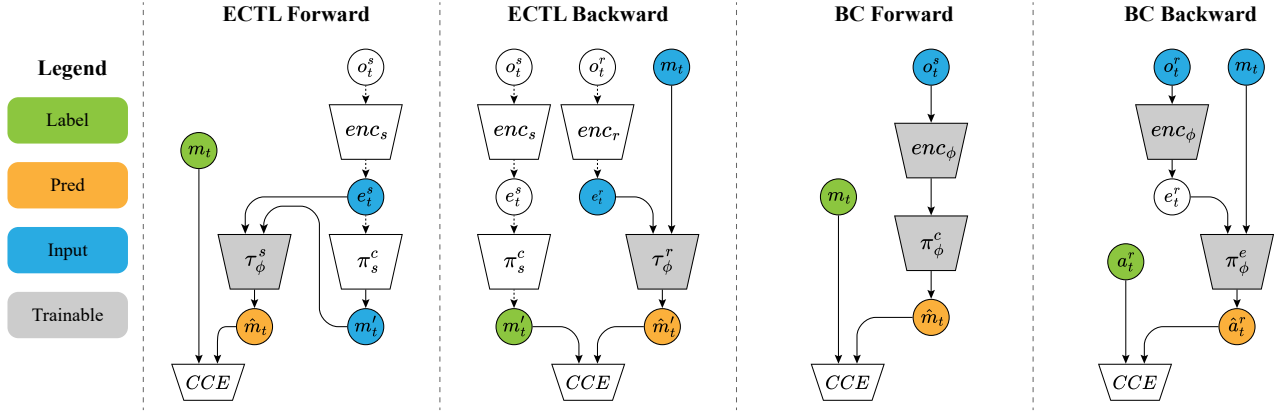 ECTL Forward
ECTL Backward
BC Forward
BC Backward
Legend
Label
Pred
Input
Trainable
o_t^s
enc_s
m_t
e_t^s
τ_ϕ^s
π_s^c
m̂_t
m_t′
CCE
o_t^s
o_t^r
m_t
enc_s
enc_r
e_t^s
e_t^r
π_s^c
τ_ϕ^r
m_t′
m̂_t′
CCE
o_t^s
enc_ϕ
m_t
π_ϕ^c
m̂_t
CCE
o_t^r
m_t
enc_ϕ
e_t^r
a_t^r
π_ϕ^e
â_t^r
CCE